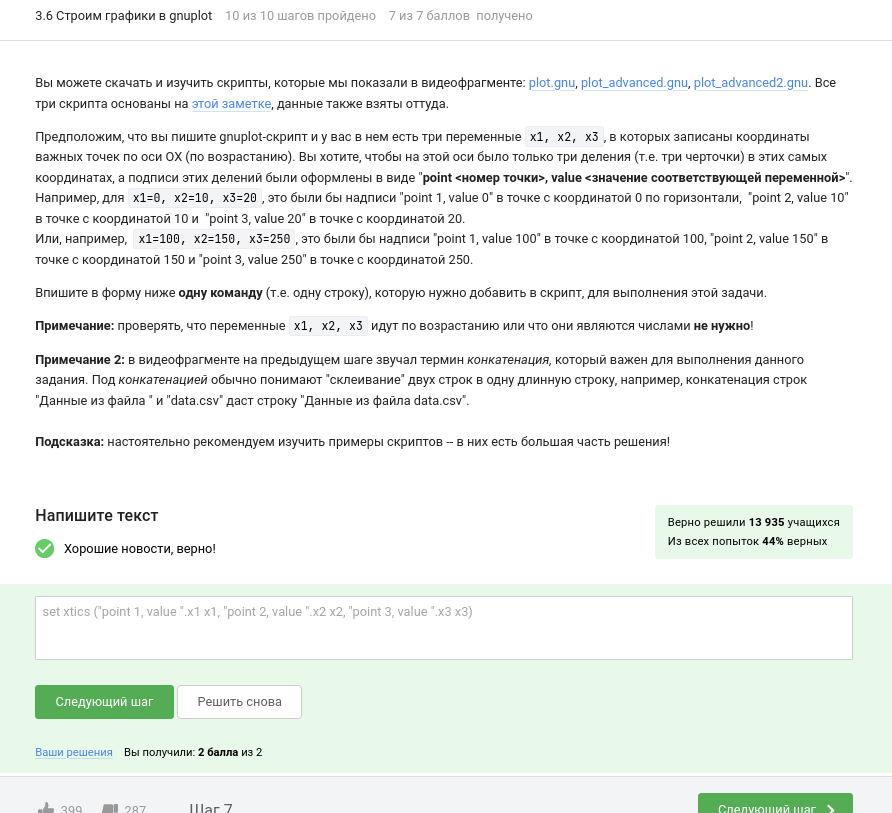 3.6 Строим графики в gnuplot 10 из 10 шагов пройдено 7 из 7 баллов получено
Вы можете скачать и изучить скрипты, которые мы показали в видеофрагменте: plot.gnu, plot_advanced.gnu, plot_advanced2.gnu. Все
три скрипта основаны на этой заметке, данные также взяты оттуда.
Предположим, что вы пишите gnuplot-скрипт и у вас в нем есть три переменные x1, x2, x3, в которых записаны координаты
важных точек по оси OX (по возрастанию). Вы хотите, чтобы на этой оси было только три деления (т.е. три черточки) в этих самых
координатах, а подписи этих делений были оформлены в виде "point <номер точки>, value <значение соответствующей переменной>".
Например, для x1=0, x2=10, x3=20, это были бы надписи "point 1, value 0" в точке с координатой 0 по горизонтали, "point 2, value 10"
в точке с координатой 10 и "point 3, value 20" в точке с координатой 20.
Или, например, x1=100, x2=150, x3=250, это были бы надписи "point 1, value 100" в точке с координатой 100, "point 2, value 150" в
точке с координатой 150 и "point 3, value 250" в точке с координатой 250.
Впишите в форму ниже одну команду (т.е. одну строку), которую нужно добавить в скрипт, для выполнения этой задачи.
Примечание: проверять, что переменные x1, x2, x3 идут по возрастанию или что они являются числами не нужно!
Примечание 2: в видеофрагменте на предыдущем шаге звучал термин конкатенация, который важен для выполнения данного
задания. Под конкатенацией обычно понимают "склеивание" двух строк в одну длинную строку, например, конкатенация строк
"Данные из файла " и "data.csv" даст строку "Данные из файла data.csv".
Подсказка: настоятельно рекомендуем изучить примеры скриптов -- в них есть большая часть решения!
Напишите текст
Верно решили 13 935 учащихся
Из всех попыток 44% верных
Хорошие новости, верно!
set xtics ("point 1, value ".x1 x1, "point 2, value ".x2 x2, "point 3, value ".x3 x3)
Следующий шаг Решить снова
Ваши решения Вы получили: 2 балла из 2
399 287 Шаг 7 Следующий шаг